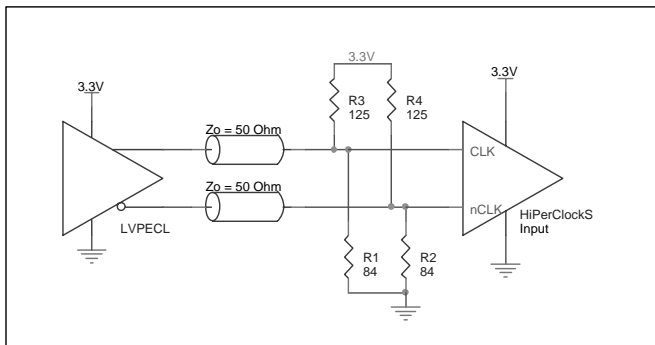 3.3V
3.3V
3.3V
R3
125
R4
125
Zo = 50 Ohm
CLK
Zo = 50 Ohm
nCLK
HiPerClockS
Input
LVPECL
R1
84
R2
84